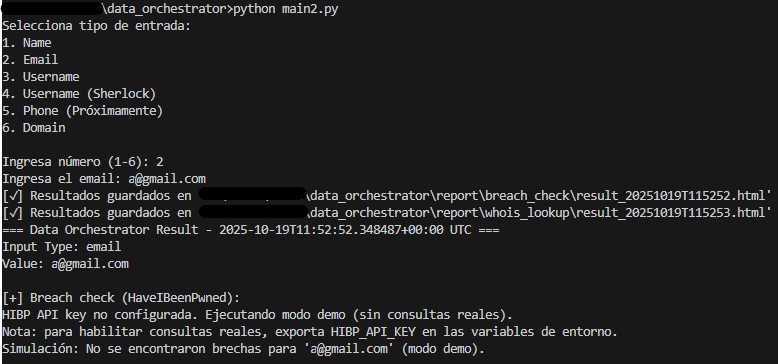 \data_orchestrator>python main2.py
Selecciona tipo de entrada:
1. Name
2. Email
3. Username
4. Username (Sherlock)
5. Phone (Próximamente)
6. Domain
Ingresa número (1-6): 2
Ingresa el email: a@gmail.com
[✓] Resultados guardados en \data_orchestrator\report\breach_check\result_20251019T115252.html'
[✓] Resultados guardados en \data_orchestrator\report\whois_lookup\result_20251019T115253.html'
=== Data Orchestrator Result - 2025-10-19T11:52:52.348487+00:00 UTC ===
Input Type: email
Value: a@gmail.com
[+] Breach check (HaveIBeenPwned):
HIBP API key no configurada. Ejecutando modo demo (sin consultas reales).
Nota: para habilitar consultas reales, exporta HIBP_API_KEY en las variables de entorno.
Simulación: No se encontraron brechas para 'a@gmail.com' (modo demo).